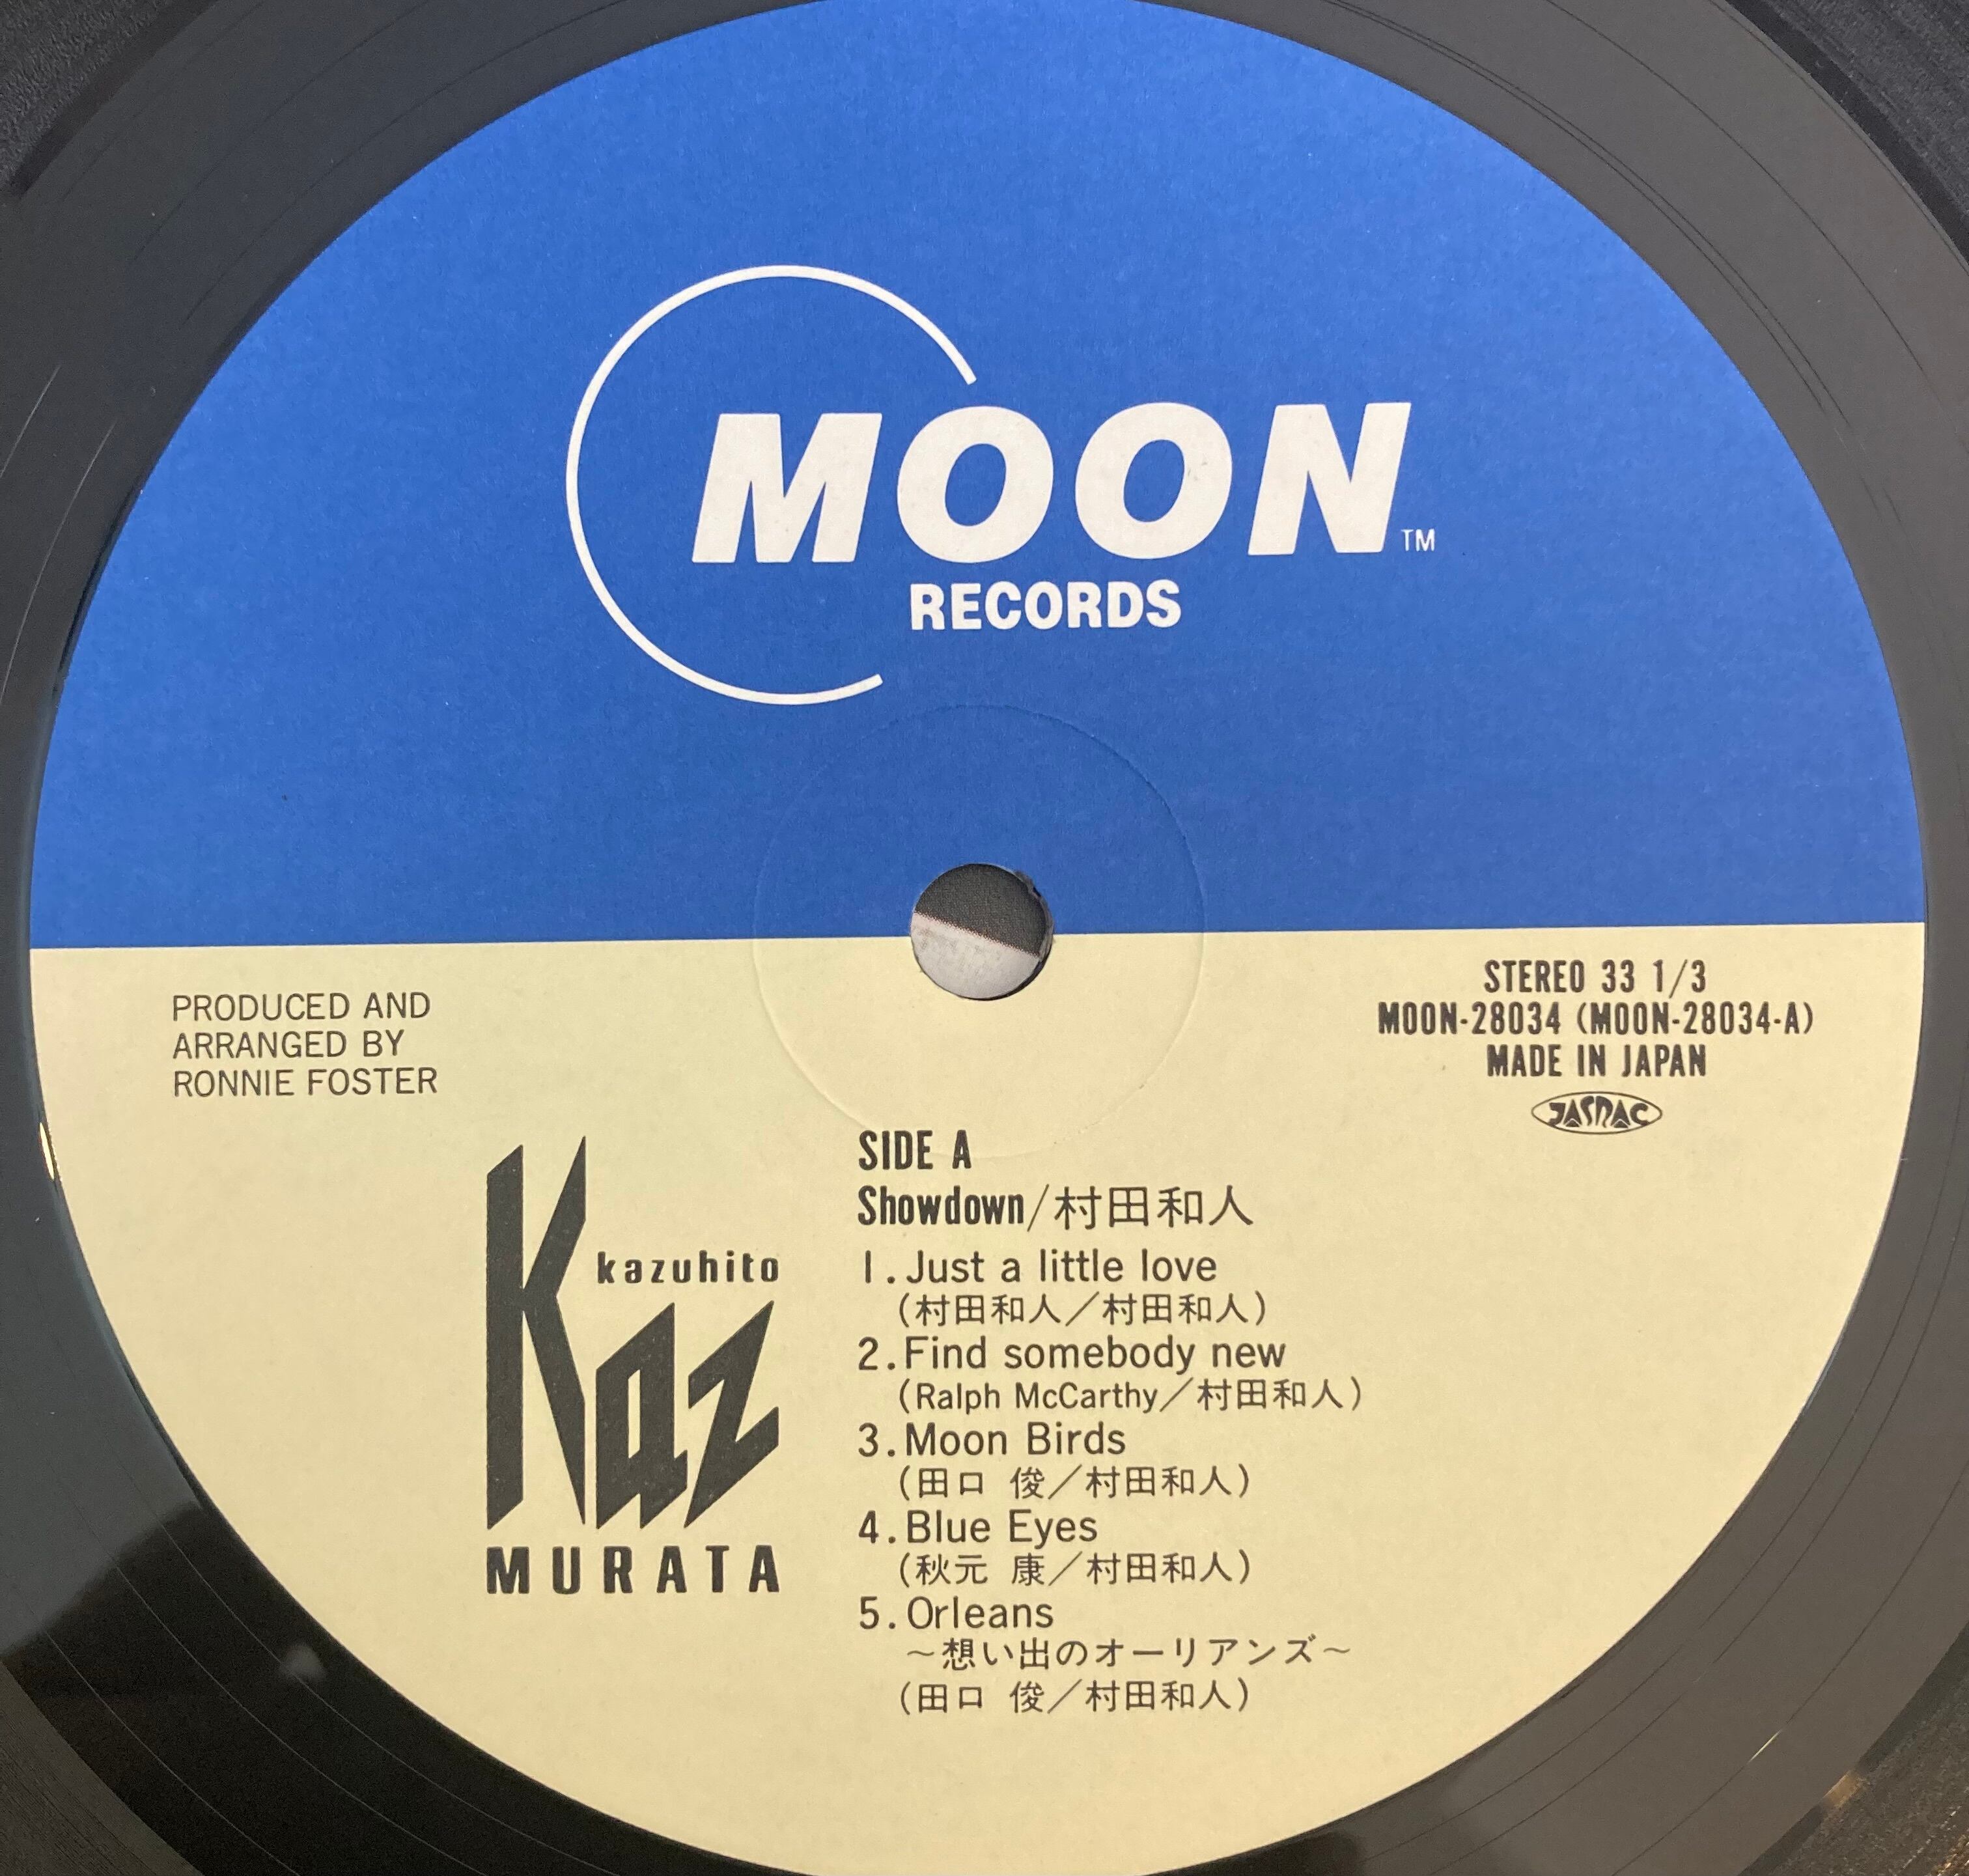 MOON
TM
RECORDS
PRODUCED AND
ARRANGED BY
RONNIE FOSTER
STEREO 33 1/3
MOON-28034 (MOON-28034-A)
MADE IN JAPAN
JASRAC
kazuhito
Kaz
MURATA
SIDE A
Showdown/村田和人
1. Just a little love
(村田和人／村田和人)
2. Find somebody new
(Ralph McCarthy／村田和人)
3. Moon Birds
(田口 俊／村田和人)
4. Blue Eyes
(秋元 康／村田和人)
5. Orleans
～想い出のオーリアンズ～
(田口 俊／村田和人)